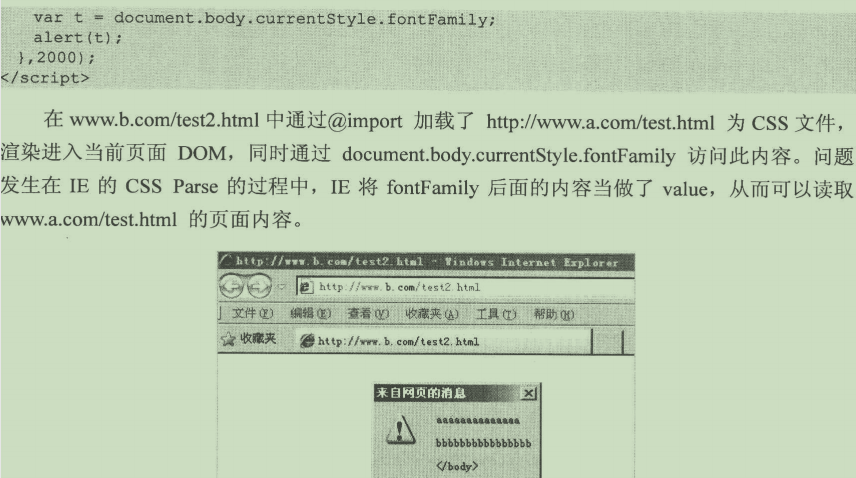 var t = document.body.currentStyle.fontFamily;
alert(t);
},2000);
</script>
在 www.b.com/test2.html 中通过@import 加载了 http://www.a.com/test.html 为 CSS 文件，
渲染进入当前页面 DOM，同时通过 document.body.currentStyle.fontFamily 访问此内容。问题
发生在 IE 的 CSS Parse 的过程中，IE 将 fontFamily 后面的内容当做了 value，从而可以读取
www.a.com/test.html 的页面内容。
http://www.b.com/test2.html - Windows Internet Explorer
http://www.b.com/test2.html
文件(F) 编辑(E) 查看(V) 收藏夹(A) 工具(T) 帮助(H)
收藏夹 http://www.b.com/test2.html
来自网页的消息
aaaaaaaaaaaaaa
bbbbbbbbbbbbbbbb
</body>